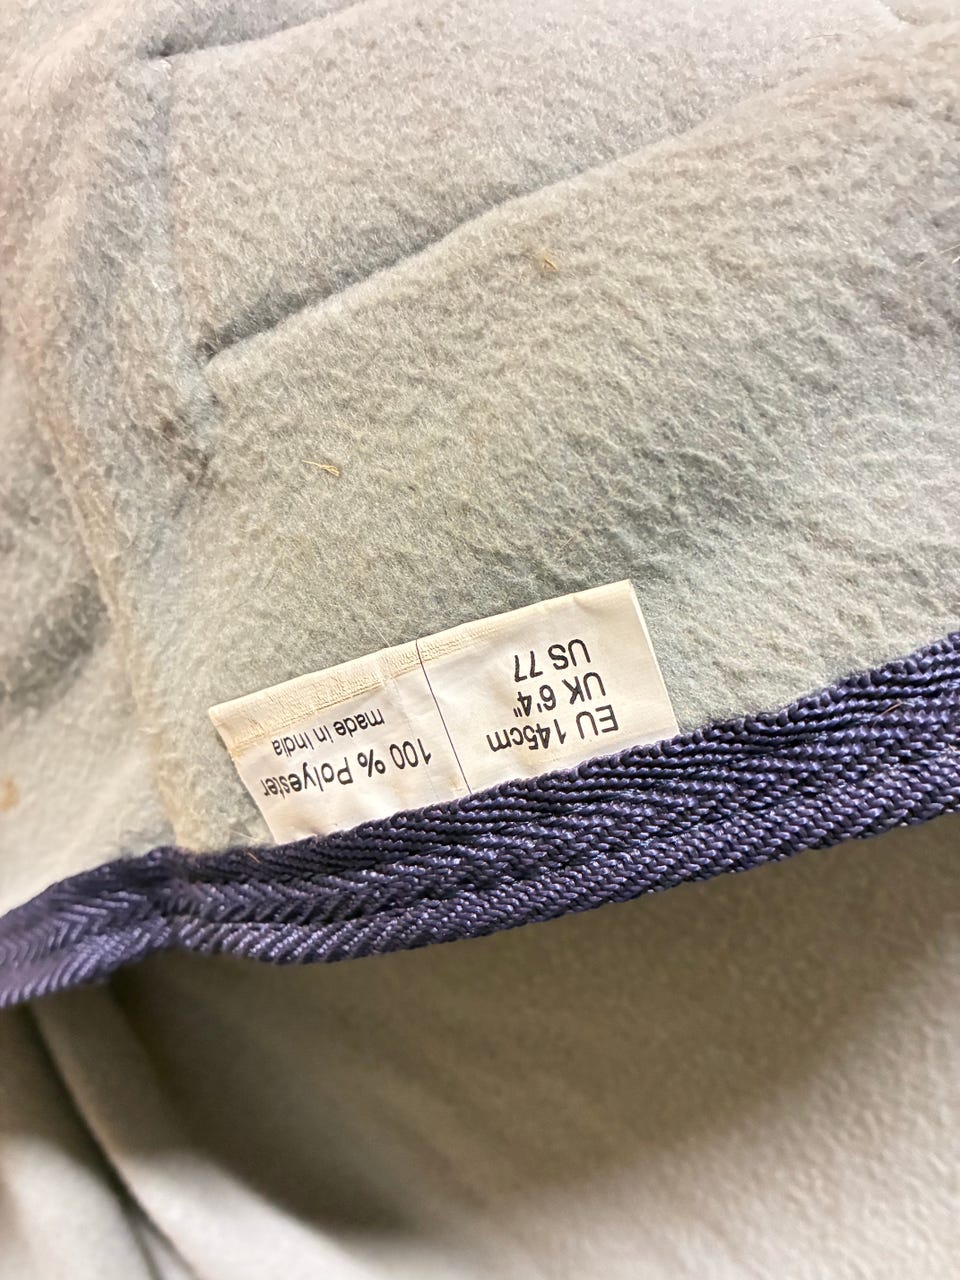 EU 145cm
UK 6'4"
US 77
100 % Polyester
made in India